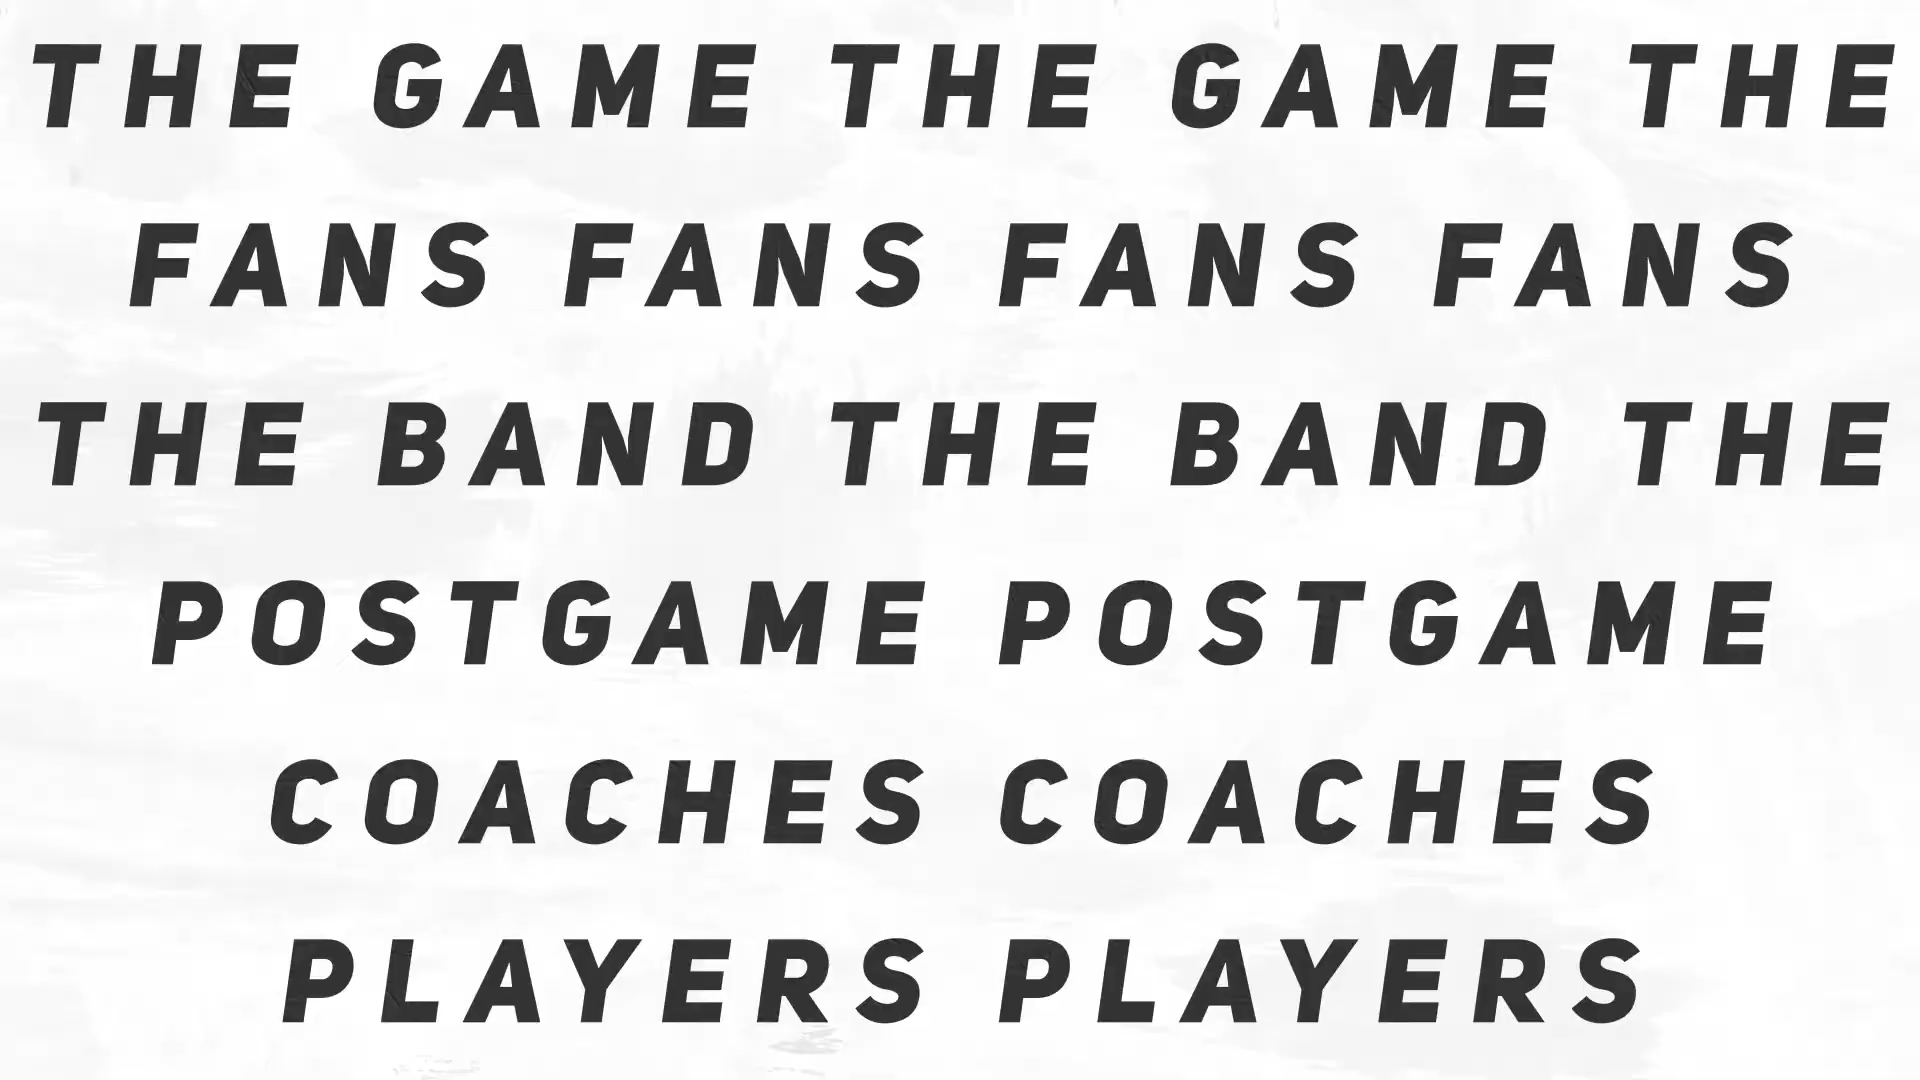 THE GAME THE GAME THE
FANS FANS FANS FANS
THE BAND THE BAND THE
POSTGAME POSTGAME
COACHES COACHES
PLAYERS PLAYERS